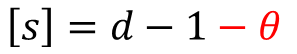 [s] = d − 1 − θ